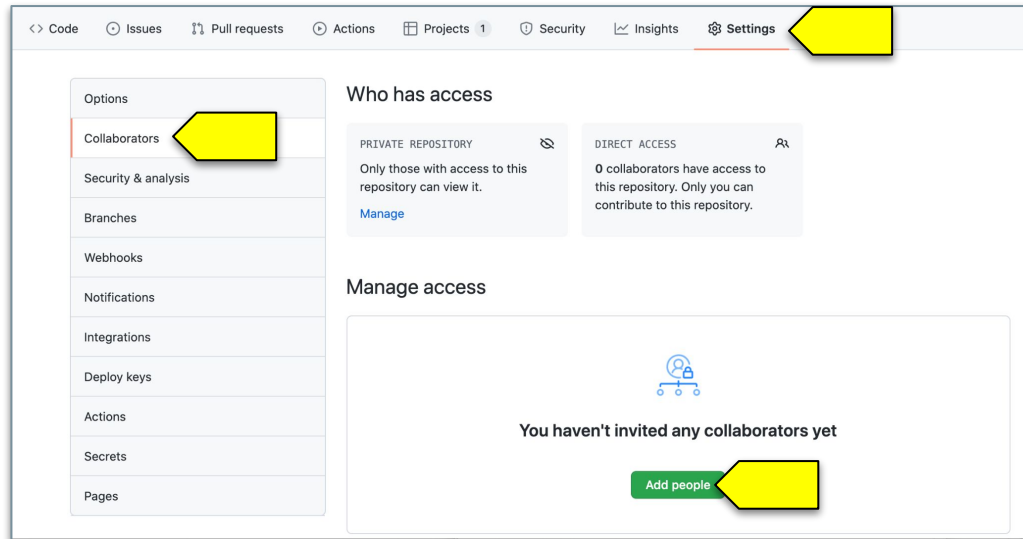 <> Code Issues Pull requests Actions Projects 1 Security Insights Settings
Options
Collaborators
Security & analysis
Branches
Webhooks
Notifications
Integrations
Deploy keys
Actions
Secrets
Pages
Who has access
PRIVATE REPOSITORY
Only those with access to this
repository can view it.
Manage
DIRECT ACCESS
0 collaborators have access to
this repository. Only you can
contribute to this repository.
Manage access
You haven't invited any collaborators yet
Add people